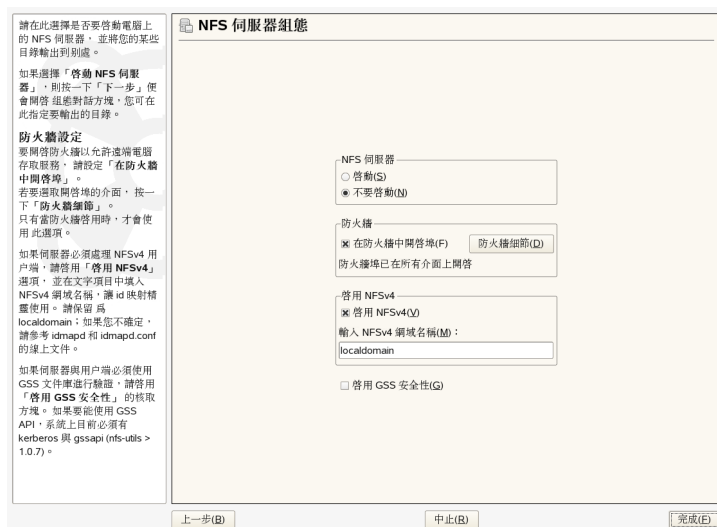 請在此選擇是否要啓動電腦上
的 NFS 伺服器， 並將您的某些
目錄輸出到別處。
如果選擇「啓動 NFS 伺服
器」，則按一下「下一步」便
會開啓 組態對話方塊，您可在
此指定要輸出的目錄。
防火牆設定
要開啓防火牆以允許遠端電腦
存取服務， 請設定「在防火牆
中開啓埠」。
若要選取開啓埠的介面， 按一
下「防火牆細節」。
只有當防火牆啓用時，才會使
用 此選項。
如果伺服器必須處理 NFSv4 用
户端，請啓用「啓用 NFSv4」
選項， 並在文字項目中填入
NFSv4 網域名稱，讓 id 映射精
靈使用。 請保留 爲
localdomain；如果您不確定，
請參考 idmapd 和 idmapd.conf
的線上文件。
如果伺服器與用户端必須使用
GSS 文件庫進行驗證，請啓用
「啓用 GSS 安全性」 的核取
方塊。 如果要能使用 GSS
API，系統上目前必須有
kerberos 與 gssapi (nfs-utils >
1.0.7)。
NFS 伺服器組態
NFS 伺服器
啓動(S)
不要啓動(N)
防火牆
在防火牆中開啓埠(F)
防火牆細節(D)
防火牆埠已在所有介面上開啓
啓用 NFSv4
啓用 NFSv4(V)
輸入 NFSv4 網域名稱(M)：
localdomain
啓用 GSS 安全性(G)
上一步(B)
中止(R)
完成(F)